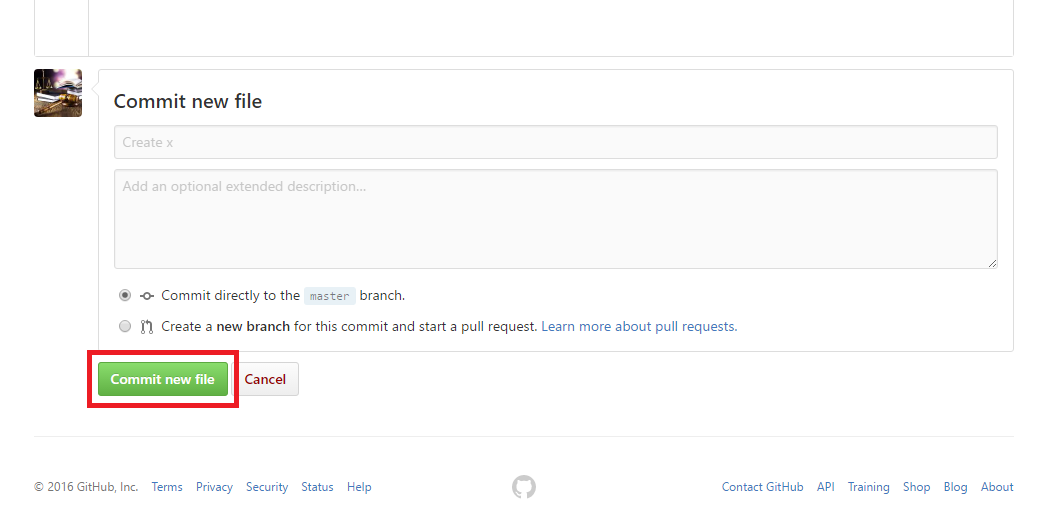 Commit new file
Create x
Add an optional extended description...
Commit directly to the master branch.
Create a new branch for this commit and start a pull request. Learn more about pull requests.
Commit new file Cancel
© 2016 GitHub, Inc. Terms Privacy Security Status Help Contact GitHub API Training Shop Blog About